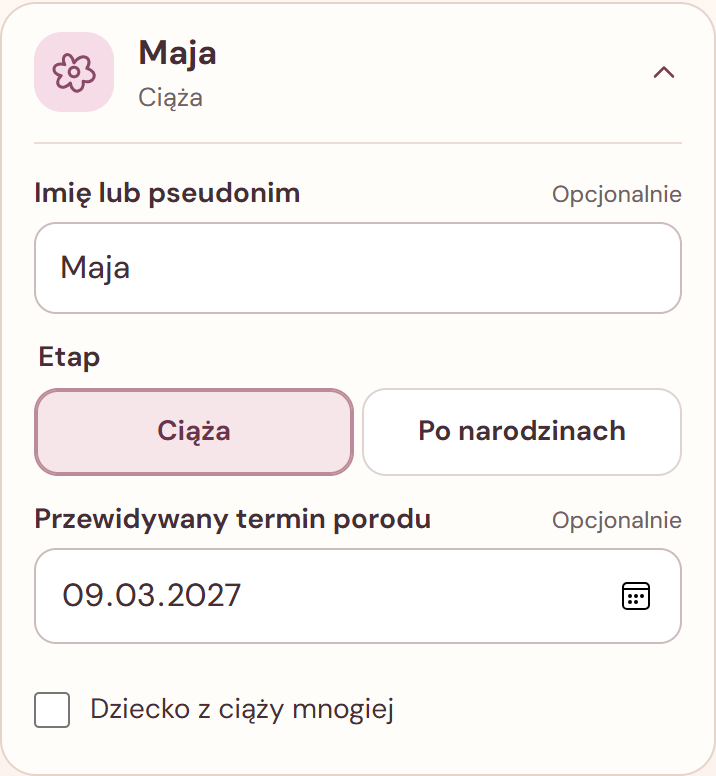 Maja
Ciąża
Imię lub pseudonim Opcjonalnie
Maja
Etap
Ciąża Po narodzinach
Przewidywany termin porodu Opcjonalnie
09.03.2027
Dziecko z ciąży mnogiej